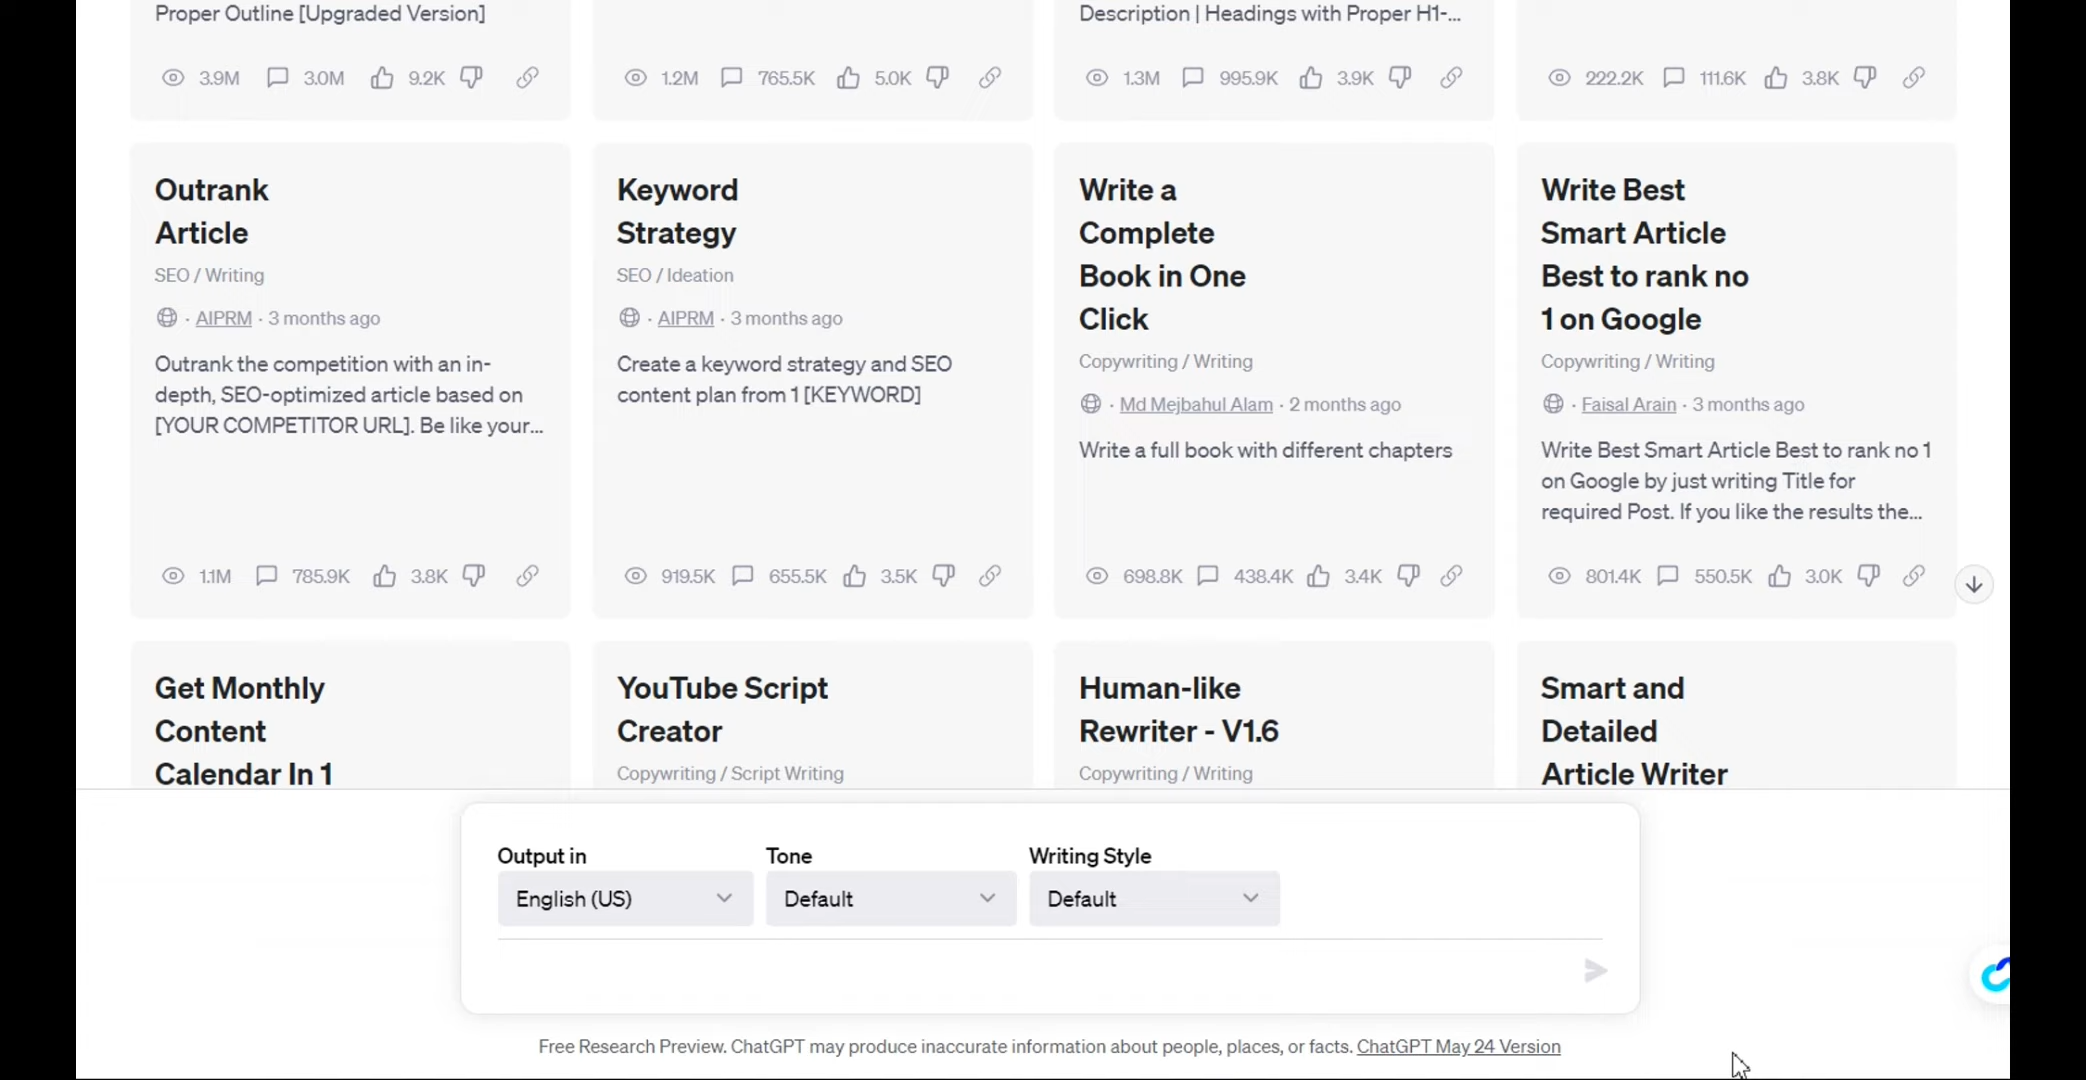 Proper Outline [Upgraded Version]
Description | Headings with Proper H1-...
3.9M 3.0M 9.2K
1.2M 765.5K 5.0K
1.3M 995.9K 3.9K
222.2K 111.6K 3.8K
Outrank
Article
SEO / Writing
· AIPRM · 3 months ago
Outrank the competition with an in-
depth, SEO-optimized article based on
[YOUR COMPETITOR URL]. Be like your...
1.1M 785.9K 3.8K
Keyword
Strategy
SEO / Ideation
· AIPRM · 3 months ago
Create a keyword strategy and SEO
content plan from 1 [KEYWORD]
919.5K 655.5K 3.5K
Write a
Complete
Book in One
Click
Copywriting / Writing
· Md Mejbahul Alam · 2 months ago
Write a full book with different chapters
698.8K 438.4K 3.4K
Write Best
Smart Article
Best to rank no
1 on Google
Copywriting / Writing
· Faisal Arain · 3 months ago
Write Best Smart Article Best to rank no 1
on Google by just writing Title for
required Post. If you like the results the...
801.4K 550.5K 3.0K
Get Monthly
Content
Calendar In 1
YouTube Script
Creator
Copywriting / Script Writing
Human-like
Rewriter - V1.6
Copywriting / Writing
Smart and
Detailed
Article Writer
Output in
English (US)
Tone
Default
Writing Style
Default
Free Research Preview. ChatGPT may produce inaccurate information about people, places, or facts. ChatGPT May 24 Version